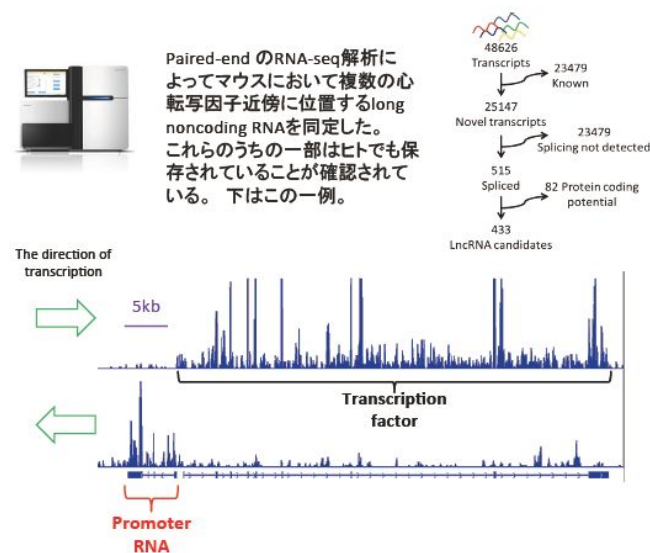 Paired-end のRNA-seq解析に
よってマウスにおいて複数の心
転写因子近傍に位置するlong
noncoding RNAを同定した。
これらのうちの一部はヒトでも保
存されていることが確認されて
いる。 下はこの一例。
48626
Transcripts
23479
Known
25147
Novel transcripts
23479
Splicing not detected
515
Spliced
82 Protein coding
potential
433
LncRNA candidates
The direction of
transcription
5kb
Transcription
factor
Promoter
RNA